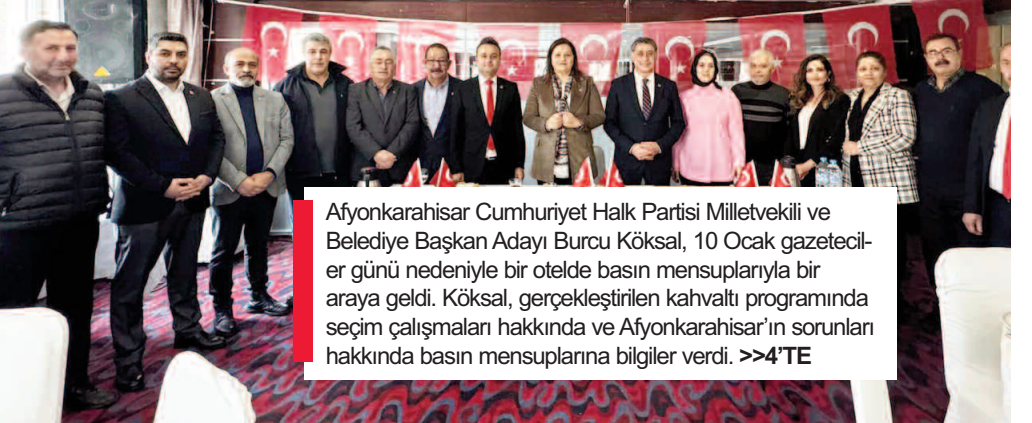 Afyonkarahisar Cumhuriyet Halk Partisi Milletvekili ve
Belediye Başkan Adayı Burcu Köksal, 10 Ocak gazetecil-
er günü nedeniyle bir otelde basın mensuplarıyla bir
araya geldi. Köksal, gerçekleştirilen kahvaltı programında
seçim çalışmaları hakkında ve Afyonkarahisar’ın sorunları
hakkında basın mensuplarına bilgiler verdi. >>4’TE